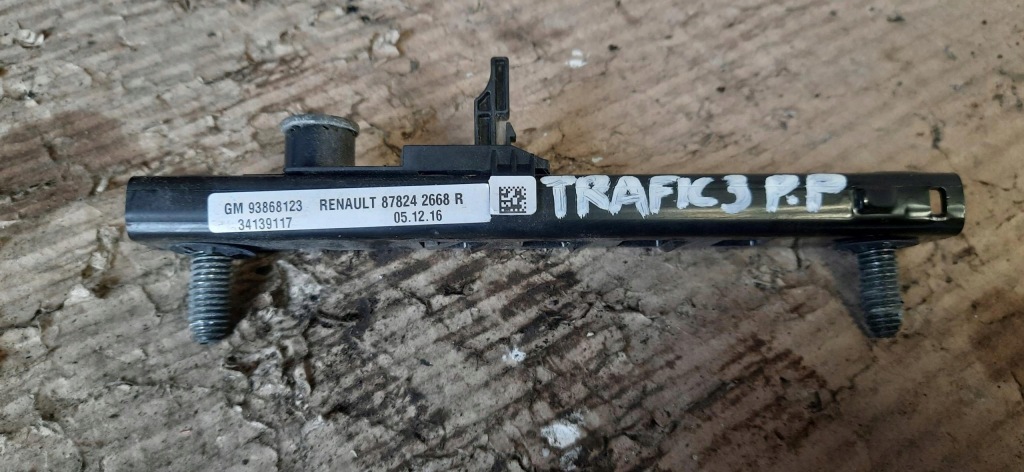 GM 93868123 RENAULT 87824 2668 R
34139117 05.12.16
TRAFIC3 P.P